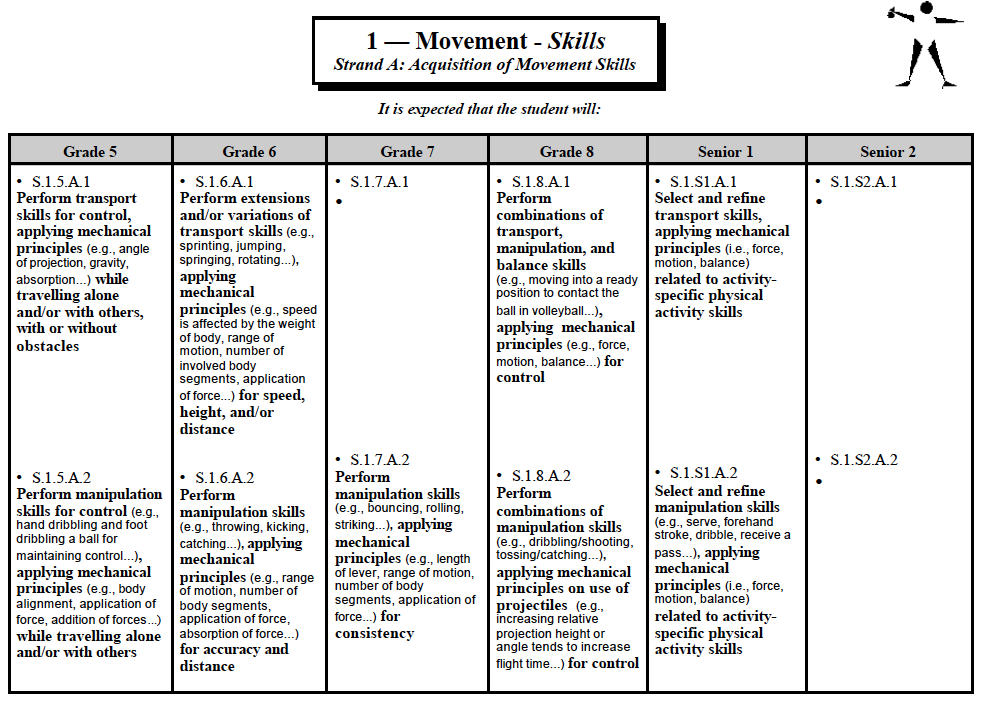 1 — Movement - Skills
Strand A: Acquisition of Movement Skills
It is expected that the student will:
Grade 5
Grade 6
Grade 7
Grade 8
Senior 1
Senior 2
• S.1.5.A.1
Perform transport
skills for control,
applying mechanical
principles (e.g., angle
of projection, gravity,
absorption...) while
travelling alone
and/or with others,
with or without
obstacles
• S.1.6.A.1
Perform extensions
and/or variations of
transport skills (e.g.,
sprinting, jumping,
springing, rotating...),
applying
mechanical
principles (e.g., speed
is affected by the weight
of body, range of
motion, number of
involved body
segments, application
of force...) for speed,
height, and/or
distance
• S.1.7.A.1
•
• S.1.8.A.1
Perform
combinations of
transport,
manipulation, and
balance skills
(e.g., moving into a ready
position to contact the
ball in volleyball...),
applying mechanical
principles (e.g., force,
motion, balance...) for
control
• S.1.S1.A.1
Select and refine
transport skills,
applying mechanical
principles (i.e., force,
motion, balance)
related to activity-
specific physical
activity skills
• S.1.S2.A.1
•
• S.1.5.A.2
Perform manipulation
skills for control (e.g.,
hand dribbling and foot
dribbling a ball for
maintaining control...),
applying mechanical
principles (e.g., body
alignment, application of
force, addition of forces...)
while travelling alone
and/or with others
• S.1.6.A.2
Perform
manipulation skills
(e.g., throwing, kicking,
catching...), applying
mechanical
principles (e.g., range
of motion, number of
body segments,
application of force,
absorption of force...)
for accuracy and
distance
• S.1.7.A.2
Perform
manipulation skills
(e.g., bouncing, rolling,
striking...), applying
mechanical
principles (e.g., length
of lever, range of motion,
number of body
segments, application of
force...) for
consistency
• S.1.8.A.2
Perform
combinations of
manipulation skills
(e.g., dribbling/shooting,
tossing/catching...),
applying mechanical
principles on use of
projectiles (e.g.,
increasing relative
projection height or
angle tends to increase
flight time...) for control
• S.1.S1.A.2
Select and refine
manipulation skills
(e.g., serve, forehand
stroke, dribble, receive a
pass...), applying
mechanical
principles (i.e., force,
motion, balance)
related to activity-
specific physical
activity skills
• S.1.S2.A.2
•